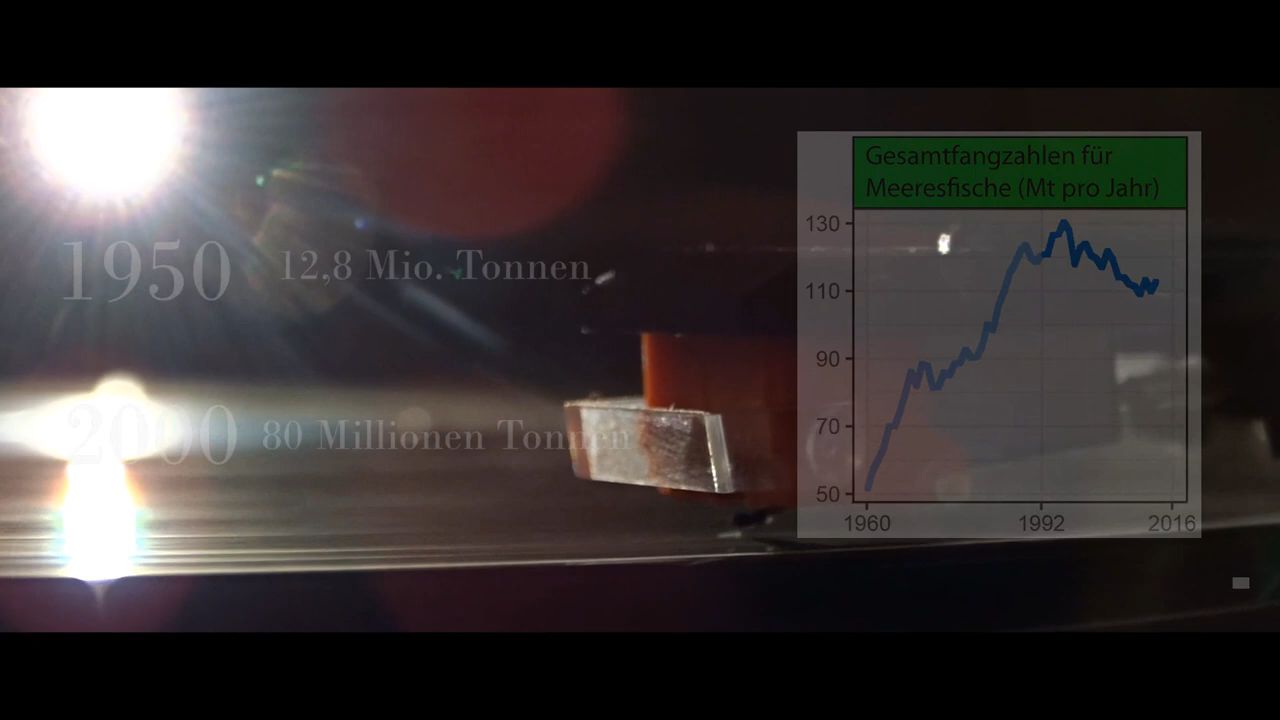 1950 12,8 Mio. Tonnen
2000 80 Millionen Tonnen
Gesamtfangzahlen für
Meeresfische (Mt pro Jahr)
130
110
90
70
50
1960 1992 2016